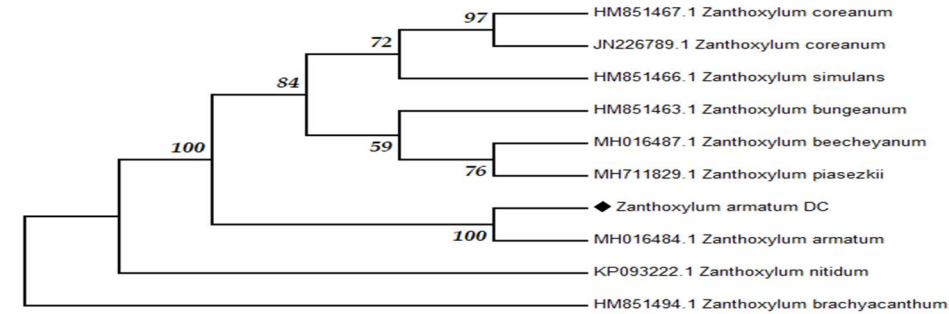 97
HM851467.1 Zanthoxylum coreanum
72
JN226789.1 Zanthoxylum coreanum
HM851466.1 Zanthoxylum simulans
84
HM851463.1 Zanthoxylum bungeanum
59
MH016487.1 Zanthoxylum beecheyanum
100
76
MH711829.1 Zanthoxylum piasezkii
◆ Zanthoxylum armatum DC
100
MH016484.1 Zanthoxylum armatum
KP093222.1 Zanthoxylum nitidum
HM851494.1 Zanthoxylum brachyacanthum